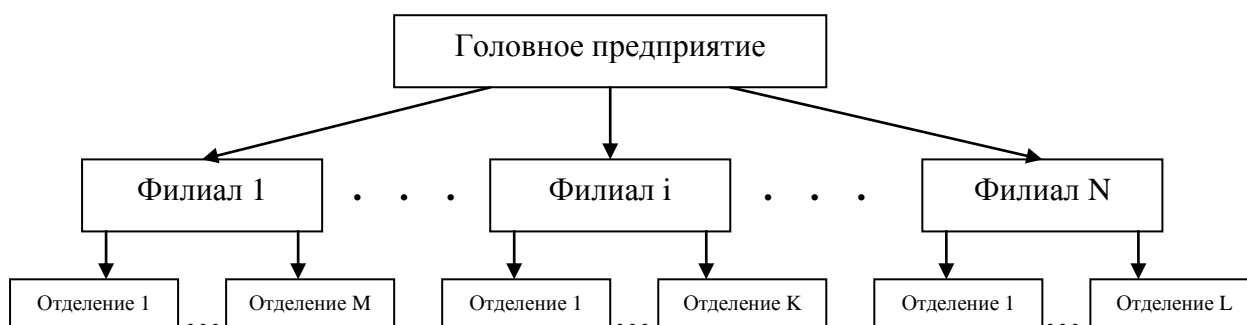 Головное предприятие
Филиал 1 . . . Филиал i . . . Филиал N
Отделение 1 ... Отделение M Отделение 1 ... Отделение K Отделение 1 ... Отделение L